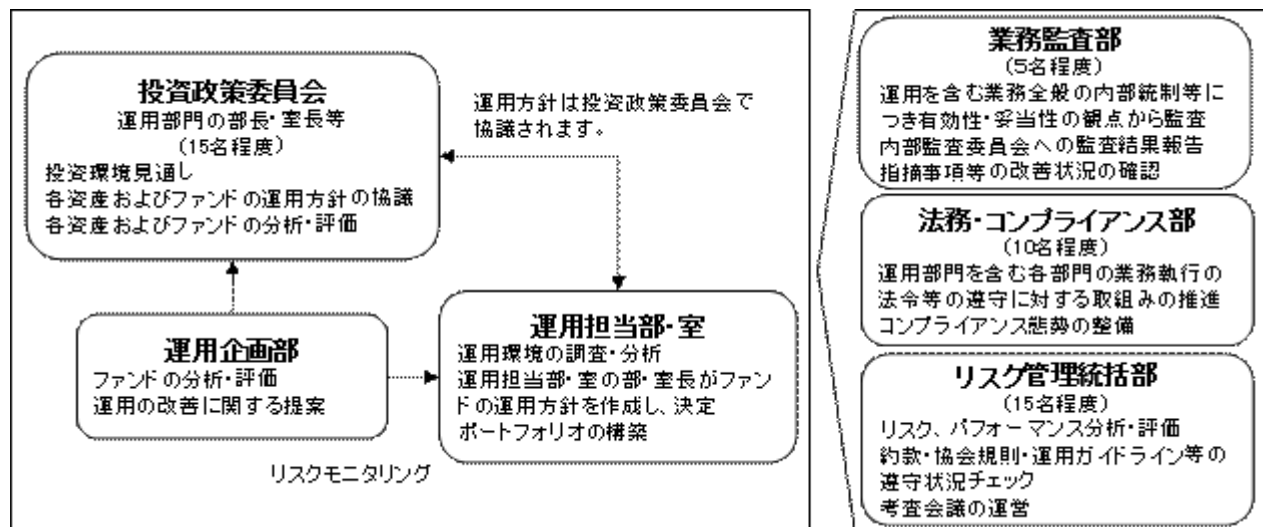 投資政策委員会
運用部門の部長・室長等
(15名程度)
投資環境見通し
各資産およびファンドの運用方針の協議
各資産およびファンドの分析・評価
運用方針は投資政策委員会で
協議されます。
運用企画部
ファンドの分析・評価
運用の改善に関する提案
運用担当部・室
運用環境の調査・分析
運用担当部・室の部・室長がファン
ドの運用方針を作成し、決定
ポートフォリオの構築
リスクモニタリング
業務監査部
(5名程度)
運用を含む業務全般の内部統制等に
つき有効性・妥当性の観点から監査
内部監査委員会への監査結果報告
指摘事項等の改善状況の確認
法務・コンプライアンス部
(10名程度)
運用部門を含む各部門の業務執行の
法令等の遵守に対する取組みの推進
コンプライアンス態勢の整備
リスク管理統括部
(15名程度)
リスク、パフォーマンス分析・評価
約款・協会規則・運用ガイドライン等の
遵守状況チェック
考査会議の運営